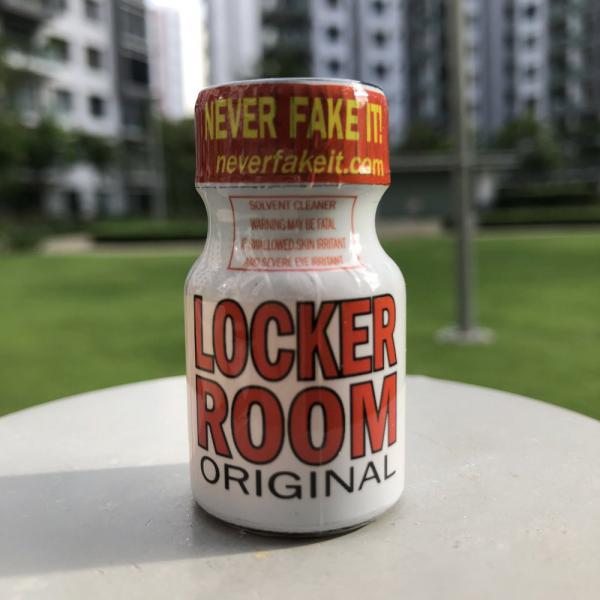 NEVER FAKE IT!
neverfakeit.com
SOLVENT CLEANER
WARNING MAY BE FATAL
IF SWALLOWED.SKIN IRRITANT
AND SEVERE EYE IRRITANT
LOCKER
ROOM
ORIGINAL